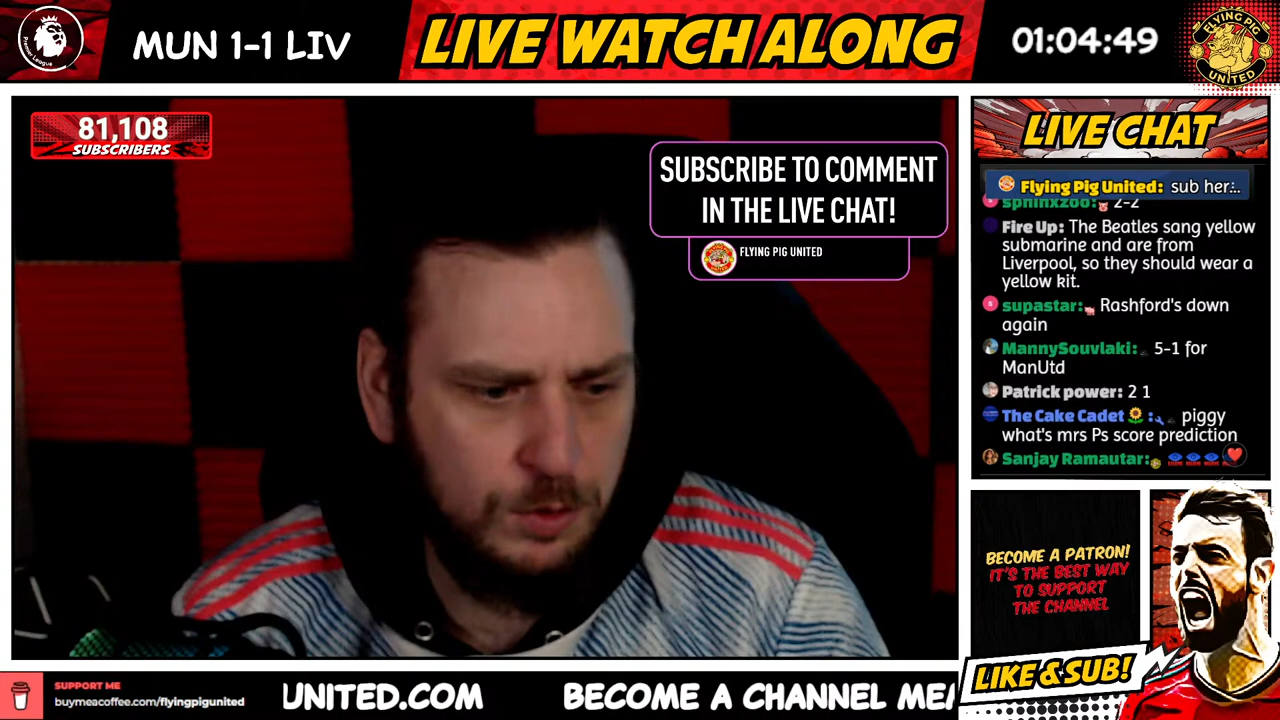 Premier League
MUN 1-1 LIV
LIVE WATCH ALONG
01:04:49
FLYING PIG
UNITED
81,108
SUBSCRIBERS
SUBSCRIBE TO COMMENT
IN THE LIVE CHAT!
FLYING PIG UNITED
LIVE CHAT
Flying Pig United: sub her...
sphinxzoo: 2-2
Fire Up: The Beatles sang yellow
submarine and are from
Liverpool, so they should wear a
yellow kit.
supastar: Rashford's down
again
MannySouvlaki: 5-1 for
ManUtd
Patrick power: 2 1
The Cake Cadet 🌻: piggy
what's mrs Ps score prediction
Sanjay Ramautar:
BECOME A PATRON!
IT'S THE BEST WAY
TO SUPPORT
THE CHANNEL
LIKE & SUB!
SUPPORT ME
buymeacoffee.com/flyingpigunited
UNITED.COM BECOME A CHANNEL MEM